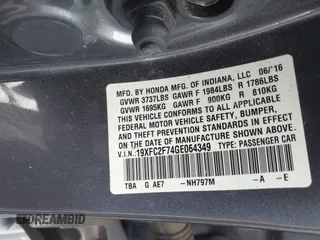 MFD. BY HONDA MFG. OF INDIANA, LLC 06/'16
GVWR 3737LBS GAWR F 1984LBS R 1786LBS
GVWR 1695KG GAWR F 900KG R 810KG
THIS VEHICLE CONFORMS TO ALL APPLICABLE
FEDERAL MOTOR VEHICLE SAFETY, BUMPER,
AND THEFT PREVENTION STANDARDS IN EFFECT ON
THE DATE OF MANUFACTURE SHOWN ABOVE.
V.I.N. 19XFC2F74GE064349 TYPE: PASSENGER CAR
TBA G AE7 -NH797M -A -E
©AMERBID